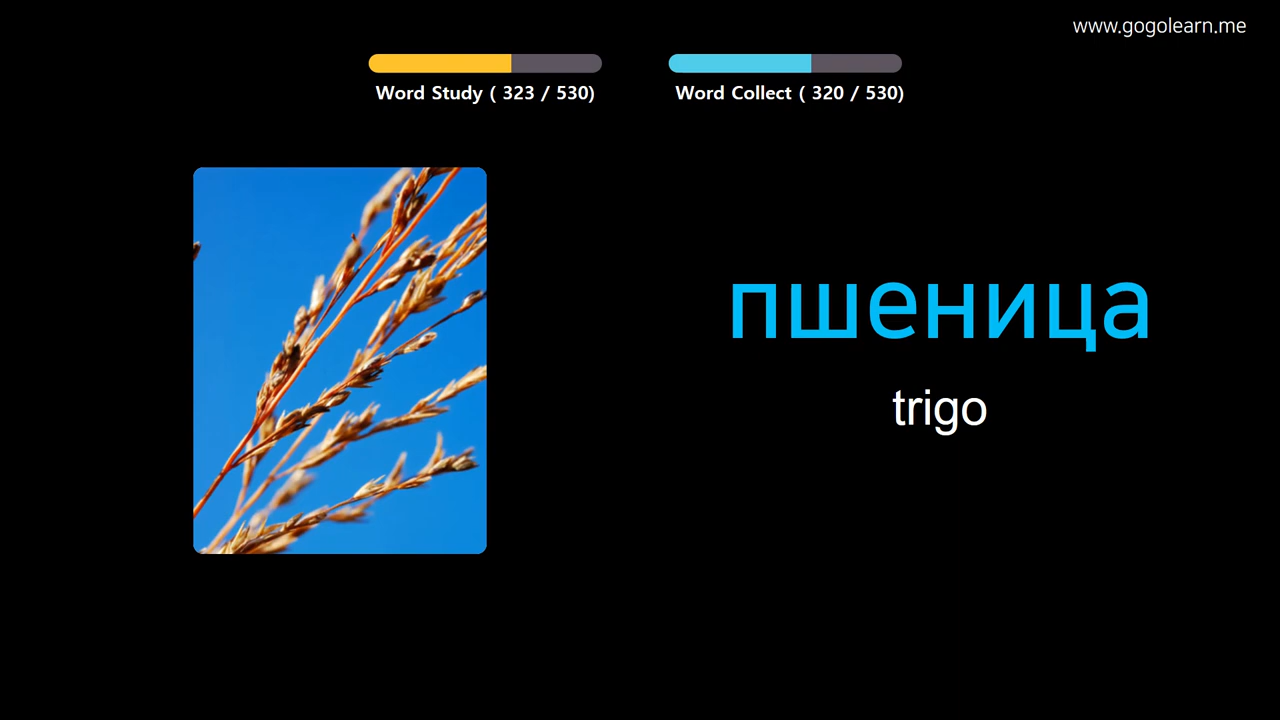 www.gogolearn.me
Word Study ( 323 / 530)
Word Collect ( 320 / 530)
пшеница
trigo